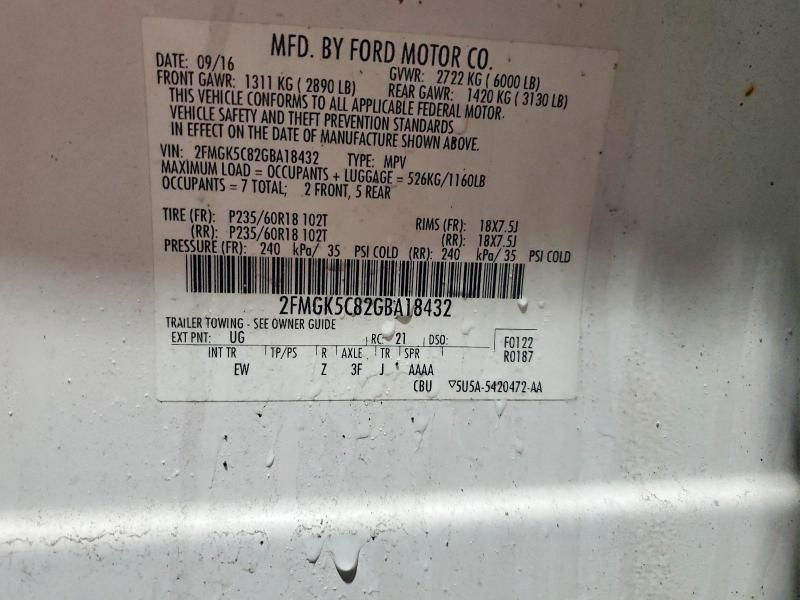 MFD. BY FORD MOTOR CO.
DATE: 09/16 GVWR: 2722 KG ( 6000 LB)
FRONT GAWR: 1311 KG ( 2890 LB) REAR GAWR: 1420 KG ( 3130 LB)
THIS VEHICLE CONFORMS TO ALL APPLICABLE FEDERAL MOTOR
VEHICLE SAFETY AND THEFT PREVENTION STANDARDS
IN EFFECT ON THE DATE OF MANUFACTURE SHOWN ABOVE.
VIN: 2FMGK5C82GBA18432 TYPE: MPV
MAXIMUM LOAD = OCCUPANTS + LUGGAGE = 526KG/1160LB
OCCUPANTS = 7 TOTAL; 2 FRONT, 5 REAR
TIRE (FR): P235/60R18 102T RIMS (FR): 18X7.5J
(RR): P235/60R18 102T (RR): 18X7.5J
PRESSURE (FR): 240 kPa/ 35 PSI COLD (RR): 240 kPa/ 35 PSI COLD
2FMGK5C82GBA18432
TRAILER TOWING - SEE OWNER GUIDE
EXT PNT: UG RC: 21 DSO: F0122
R0187
INT TR TP/PS R AXLE TR SPR
EW Z 3F J AAAA
CBU ▽5U5A-5420472-AA